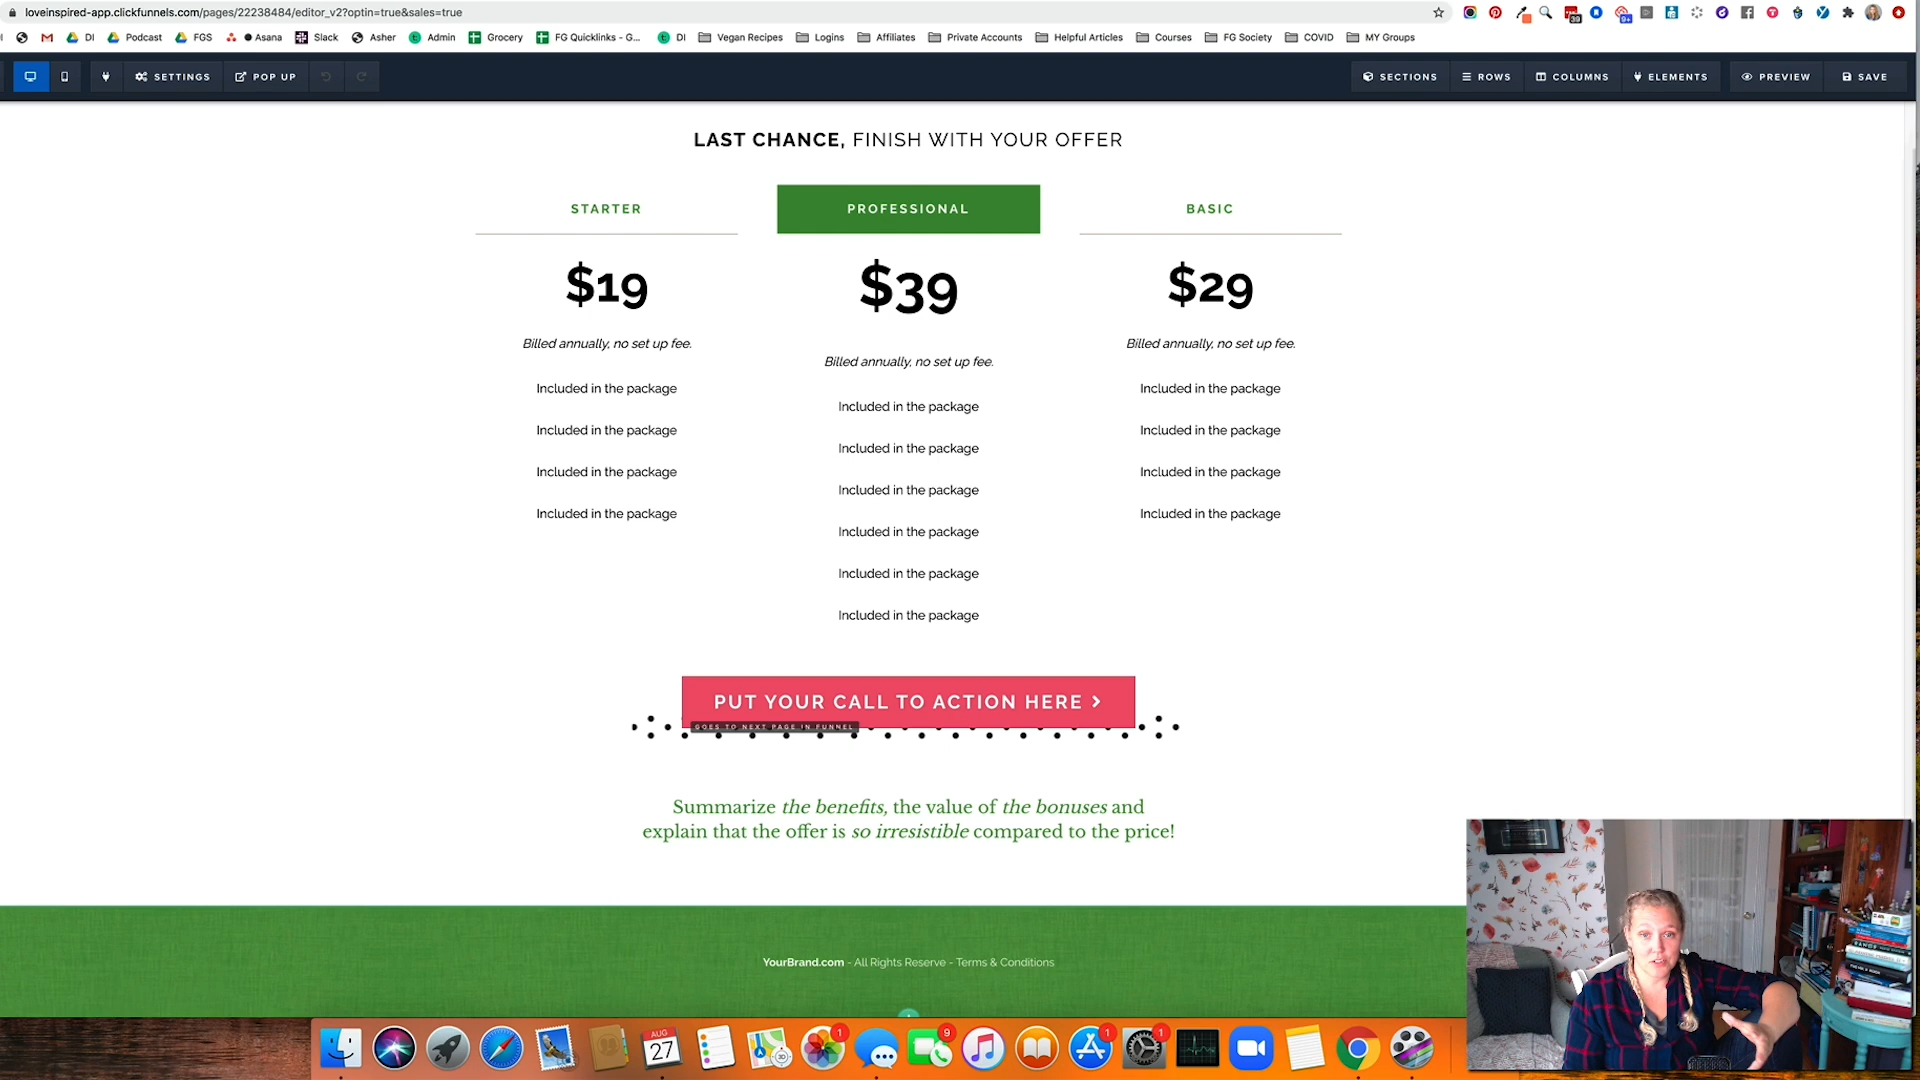 loveinspired-app.clickfunnels.com/pages/22238484/editor_v2?optin=true&sales=true
DI Podcast FGS Asana Slack Asher Admin Grocery FG Quicklinks - G... DI Vegan Recipes Logins Affiliates Private Accounts Helpful Articles Courses FG Society COVID MY Groups
SETTINGS POP UP SECTIONS ROWS COLUMNS ELEMENTS PREVIEW SAVE
LAST CHANCE, FINISH WITH YOUR OFFER
STARTER
$19
Billed annually, no set up fee.
Included in the package
Included in the package
Included in the package
Included in the package
PROFESSIONAL
$39
Billed annually, no set up fee.
Included in the package
Included in the package
Included in the package
Included in the package
Included in the package
Included in the package
BASIC
$29
Billed annually, no set up fee.
Included in the package
Included in the package
Included in the package
Included in the package
PUT YOUR CALL TO ACTION HERE
GOES TO NEXT PAGE IN FUNNEL
Summarize the benefits, the value of the bonuses and
explain that the offer is so irresistible compared to the price!
YourBrand.com - All Rights Reserve - Terms & Conditions
AUG
27
1
9
1
1